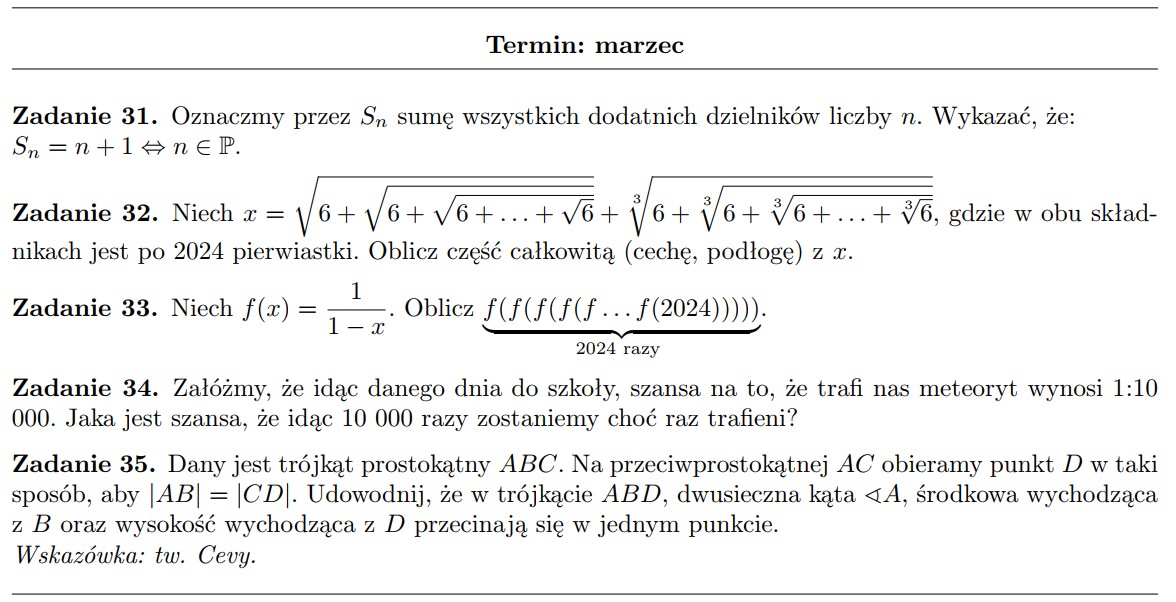 Termin: marzec
Zadanie 31. Oznaczmy przez $S_n$ sumę wszystkich dodatnich dzielników liczby $n$. Wykazać, że:
$S_n = n + 1 \Leftrightarrow n \in \mathbb{P}$.
Zadanie 32. Niech $x = \sqrt{6 + \sqrt{6 + \sqrt{6 + \ldots + \sqrt{6}}}} + \sqrt[3]{6 + \sqrt[3]{6 + \sqrt[3]{6 + \ldots + \sqrt[3]{6}}}}$, gdzie w obu skład-
nikach jest po 2024 pierwiastki. Oblicz część całkowitą (cechę, podłogę) z $x$.
Zadanie 33. Niech $f(x) = \dfrac{1}{1 - x}$. Oblicz $\underbrace{f(f(f(f(f \ldots f(2024)))))}_{2024 \text{ razy}}$.
Zadanie 34. Załóżmy, że idąc danego dnia do szkoły, szansa na to, że trafi nas meteoryt wynosi 1:10
000. Jaka jest szansa, że idąc 10 000 razy zostaniemy choć raz trafieni?
Zadanie 35. Dany jest trójkąt prostokątny $ABC$. Na przeciwprostokątnej $AC$ obieramy punkt $D$ w taki
sposób, aby $|AB| = |CD|$. Udowodnij, że w trójkącie $ABD$, dwusieczna kąta $\sphericalangle A$, środkowa wychodząca
z $B$ oraz wysokość wychodząca z $D$ przecinają się w jednym punkcie.
Wskazówka: tw. Cevy.